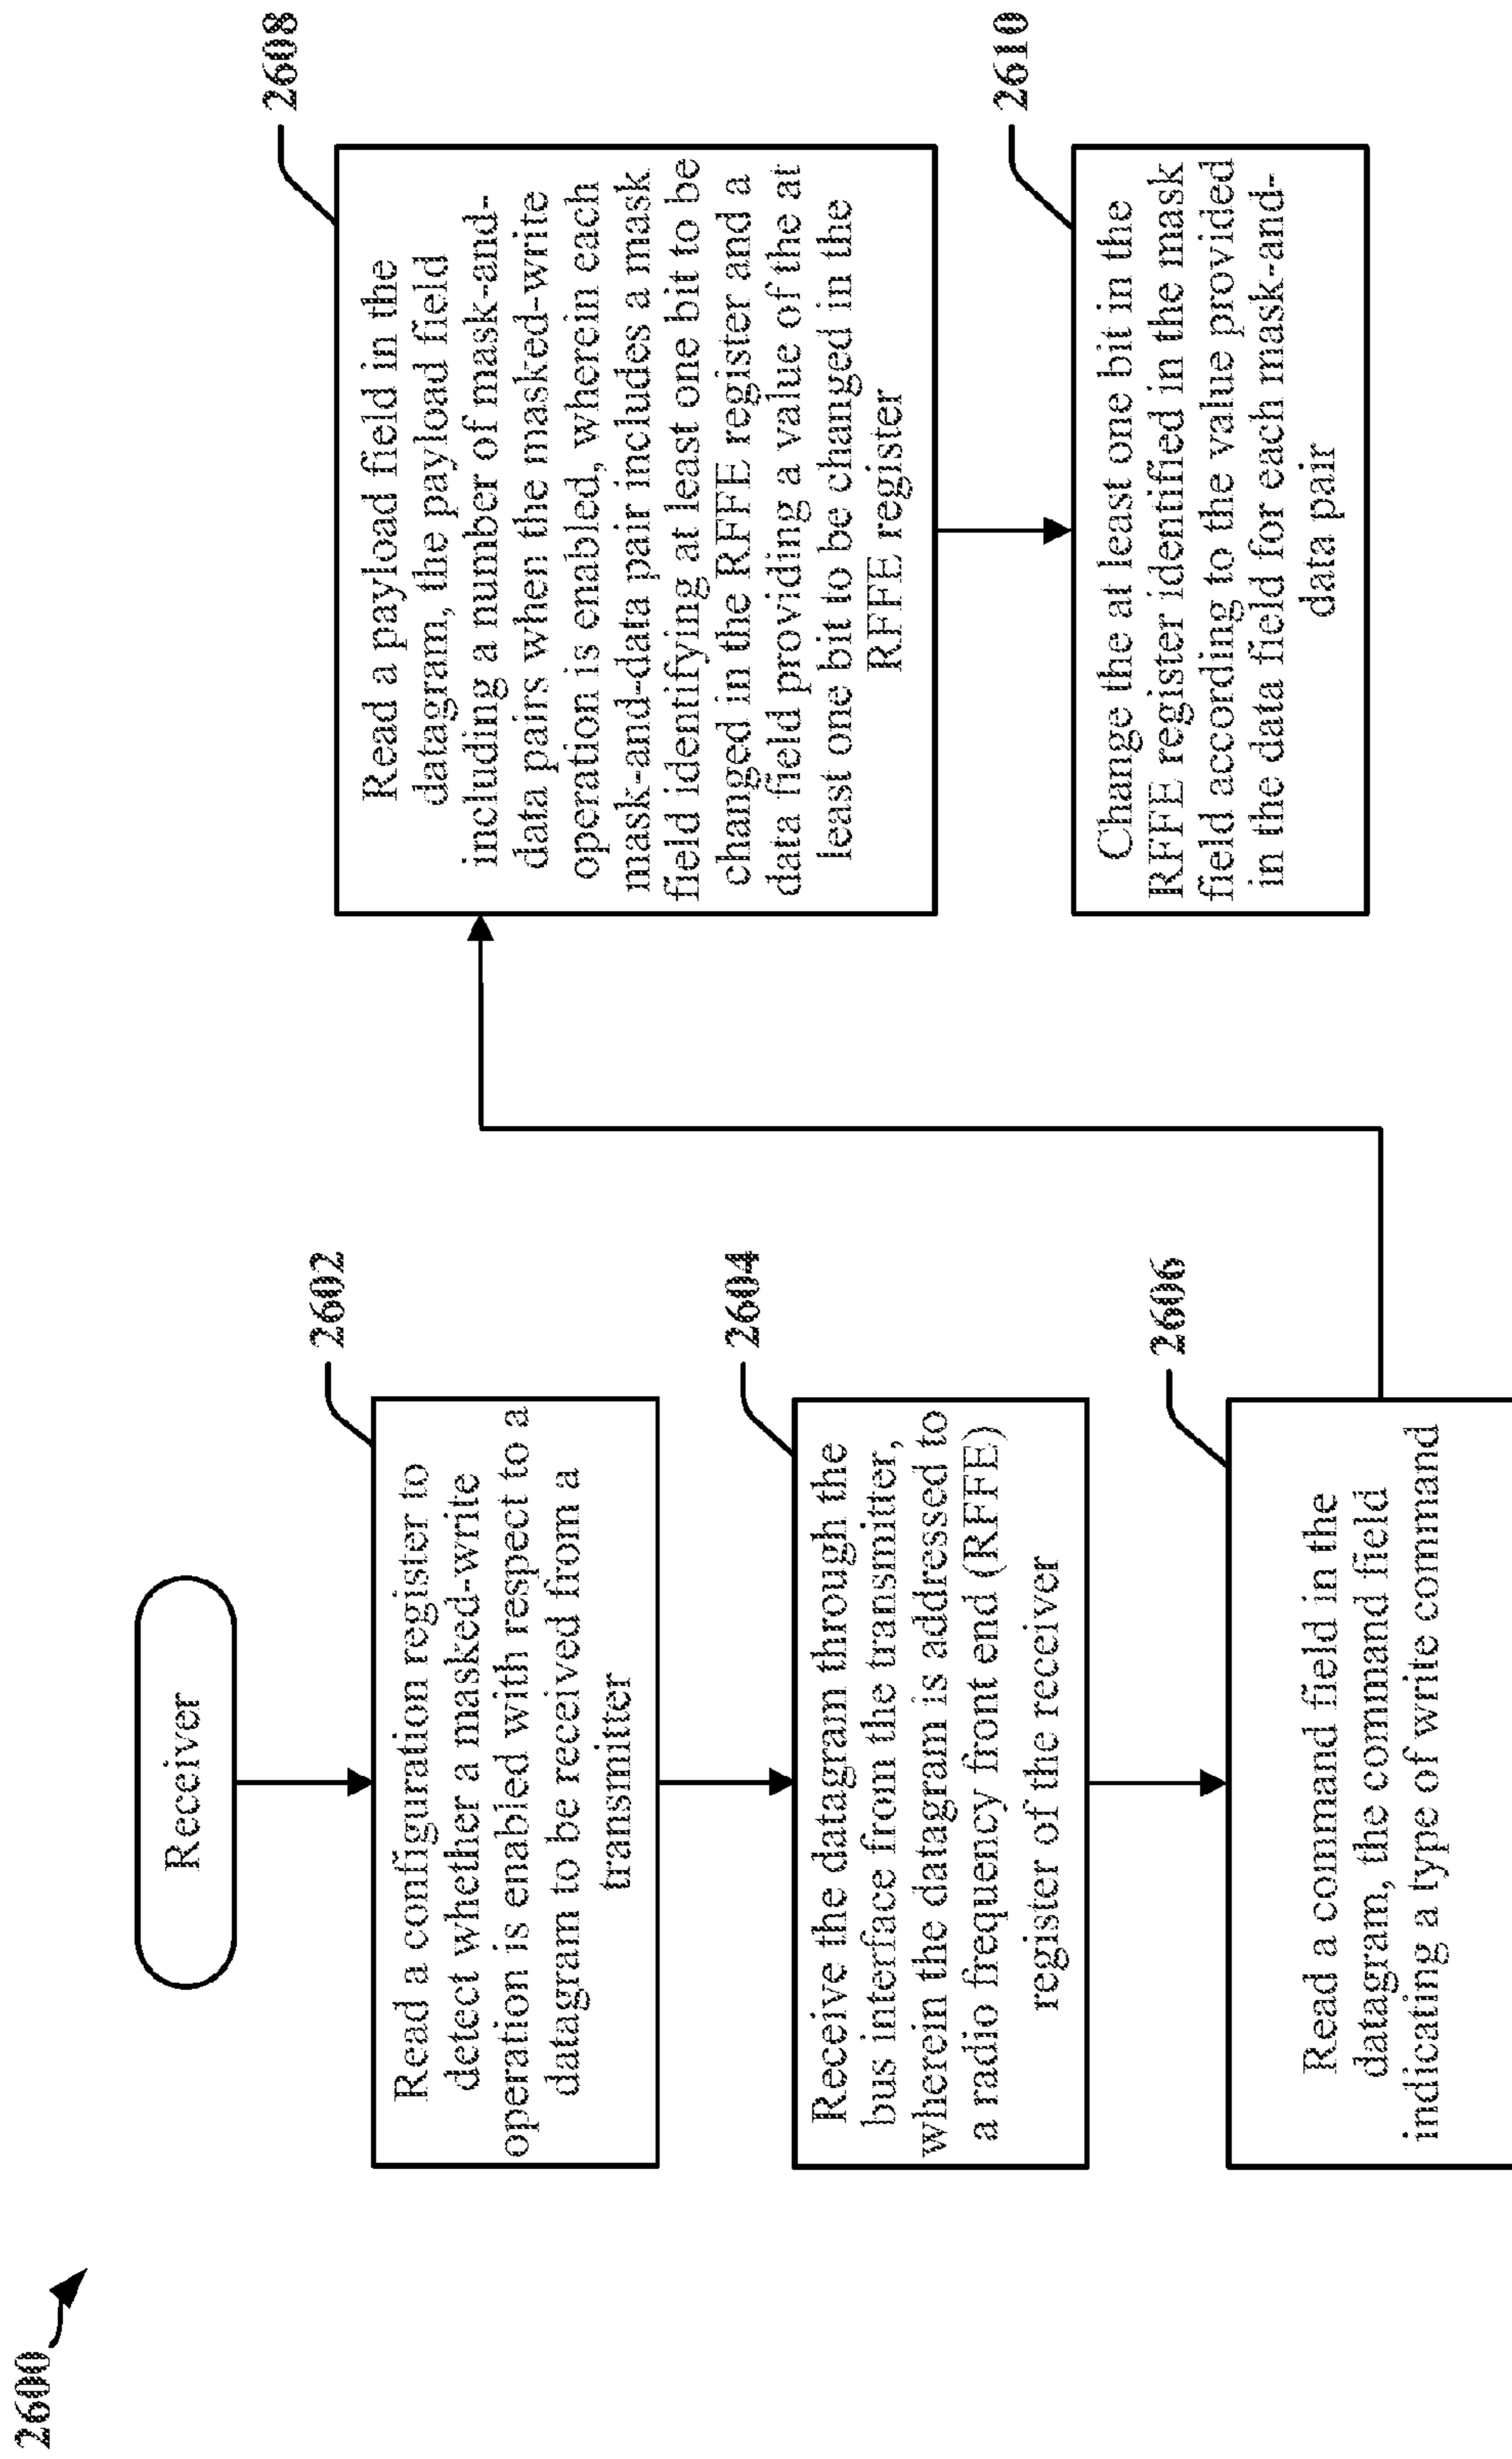 2600
Receiver
2602
Read a configuration register to
detect whether a masked-write
operation is enabled with respect to a
datagram to be received from a
transmitter
2604
Receive the datagram through the
bus interface from the transmitter,
wherein the datagram is addressed to
a radio frequency front end (RFFE)
register of the receiver
2606
Read a command field in the
datagram, the command field
indicating a type of write command
2608
Read a payload field in the
datagram, the payload field
including a number of mask-and-
data pairs when the masked-write
operation is enabled, wherein each
mask-and-data pair includes a mask
field identifying at least one bit to be
changed in the RFFE register and a
data field providing a value of the at
least one bit to be changed in the
RFFE register
2610
Change the at least one bit in the
RFFE register identified in the mask
field according to the value provided
in the data field for each mask-and-
data pair